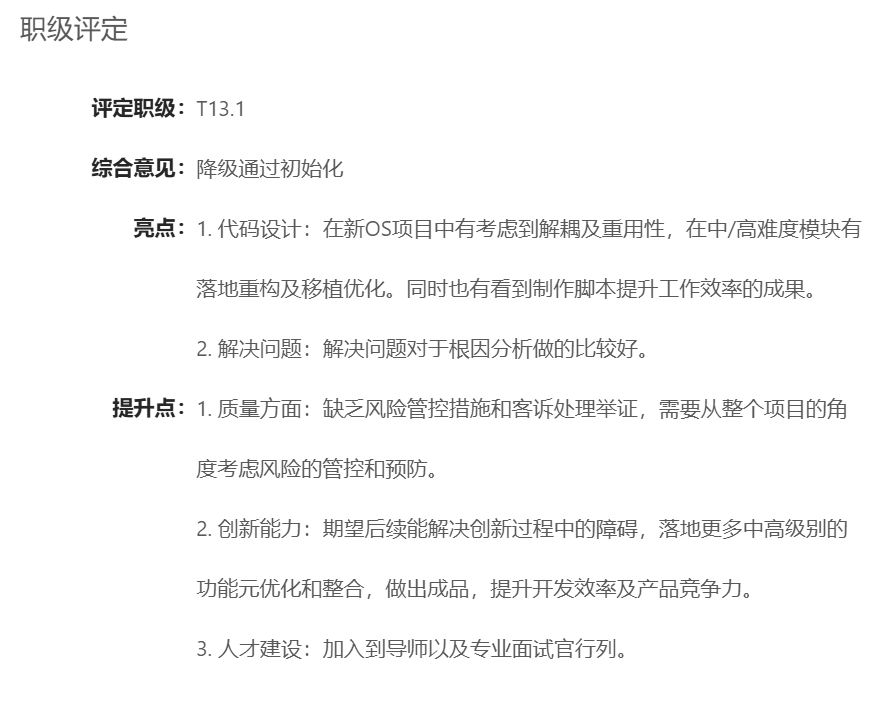 职级评定
评定职级：T13.1
综合意见：降级通过初始化
亮点：1. 代码设计：在新OS项目中有考虑到解耦及重用性，在中/高难度模块有
落地重构及移植优化。同时也有看到制作脚本提升工作效率的成果。
2. 解决问题：解决问题对于根因分析做的比较好。
提升点：1. 质量方面：缺乏风险管控措施和客诉处理举证，需要从整个项目的角
度考虑风险的管控和预防。
2. 创新能力：期望后续能解决创新过程中的障碍，落地更多中高级别的
功能元优化和整合，做出成品，提升开发效率及产品竞争力。
3. 人才建设：加入到导师以及专业面试官行列。